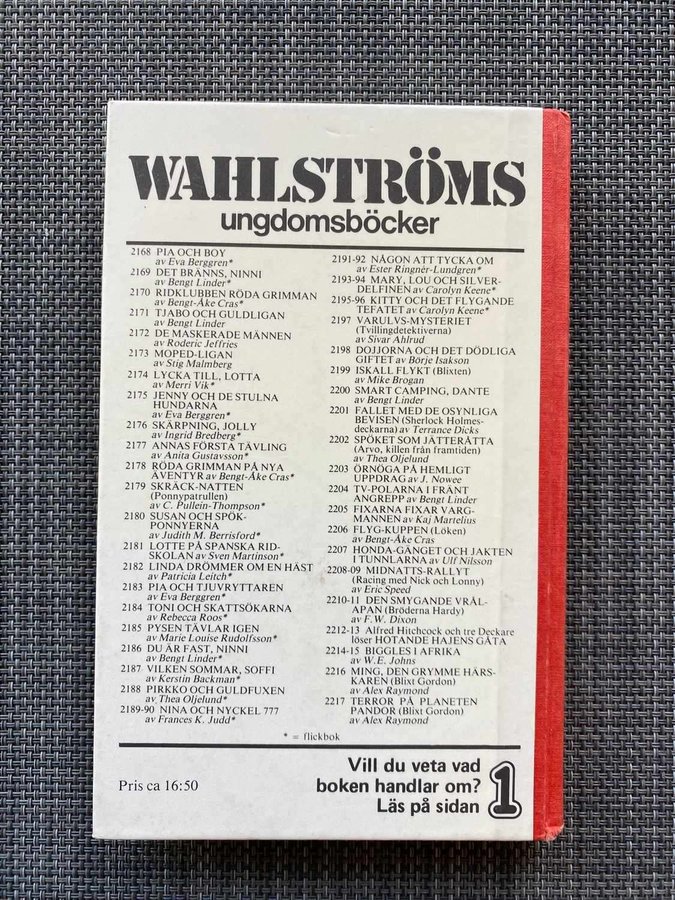 WAHLSTRÖMS
ungdomsböcker
2168 PIA OCH BOY
av Eva Berggren*
2169 DET BRÄNNS, NINNI
av Bengt Linder*
2170 RIDKLUBBEN RÖDA GRIMMAN
av Bengt-Åke Cras*
2171 TJABO OCH GULDLIGAN
av Bengt Linder
2172 DE MASKERADE MÄNNEN
av Roderic Jeffries
2173 MOPED-LIGAN
av Stig Malmberg
2174 LYCKA TILL, LOTTA
av Merri Vik*
2175 JENNY OCH DE STULNA
HUNDARNA
av Eva Berggren*
2176 SKÄRPNING, JOLLY
av Ingrid Bredberg*
2177 ANNAS FÖRSTA TÄVLING
av Anita Gustavsson*
2178 RÖDA GRIMMAN PÅ NYA
ÄVENTYR av Bengt-Åke Cras*
2179 SKRÄCK-NATTEN
(Ponnypatrullen)
av C. Pullein-Thompson*
2180 SUSAN OCH SPÖK-
PONNYERNA
av Judith M. Berrisford*
2181 LOTTE PÅ SPANSKA RID-
SKOLAN av Sven Martinson*
2182 LINDA DRÖMMER OM EN HÄST
av Patricia Leitch*
2183 PIA OCH TJUVRYTTAREN
av Eva Berggren*
2184 TONI OCH SKATTSÖKARNA
av Rebecca Roos*
2185 PYSEN TÄVLAR IGEN
av Marie Louise Rudolfsson*
2186 DU ÄR FAST, NINNI
av Bengt Linder*
2187 VILKEN SOMMAR, SOFFI
av Kerstin Backman*
2188 PIRKKO OCH GULDFUXEN
av Thea Oljelund*
2189-90 NINA OCH NYCKEL 777
av Frances K. Judd*
2191-92 NÅGON ATT TYCKA OM
av Ester Ringnér-Lundgren*
2193-94 MARY, LOU OCH SILVER-
DELFINEN av Carolyn Keene*
2195-96 KITTY OCH DET FLYGANDE
TEFATET av Carolyn Keene*
2197 VARULVS-MYSTERIET
(Tvillingdetektiverna)
av Sivar Ahlrud
2198 DOJJORNA OCH DET DÖDLIGA
GIFTET av Börje Isakson
2199 ISKALL FLYKT (Blixten)
av Mike Brogan
2200 SMART CAMPING, DANTE
av Bengt Linder
2201 FALLET MED DE OSYNLIGA
BEVISEN (Sherlock Holmes-
deckarna) av Terrance Dicks
2202 SPÖKET SOM JÄTTERÅTTA
(Arvo, killen från framtiden)
av Thea Oljelund
2203 ÖRNÖGA PÅ HEMLIGT
UPPDRAG av J. Nowee
2204 TV-POLARNA I FRÄNT
ANGREPP av Bengt Linder
2205 FIXARNA FIXAR VARG-
MANNEN av Kaj Martelius
2206 FLYG-KUPPEN (Löken)
av Bengt-Åke Cras
2207 HONDA-GÄNGET OCH JAKTEN
I TUNNLARNA av Ulf Nilsson
2208-09 MIDNATTS-RALLYT
(Racing med Nick och Lonny)
av Eric Speed
2210-11 DEN SMYGANDE VRÅL-
APAN (Bröderna Hardy)
av F.W. Dixon
2212-13 Alfred Hitchcock och tre Deckare
löser HOTANDE HAJENS GÅTA
2214-15 BIGGLES I AFRIKA
av W.E. Johns
2216 MING, DEN GRYMME HÄRS-
KAREN (Blixt Gordon)
av Alex Raymond
2217 TERROR PÅ PLANETEN
PANDOR (Blixt Gordon)
av Alex Raymond
* = flickbok
Pris ca 16:50
Vill du veta vad
boken handlar om?
Läs på sidan 1